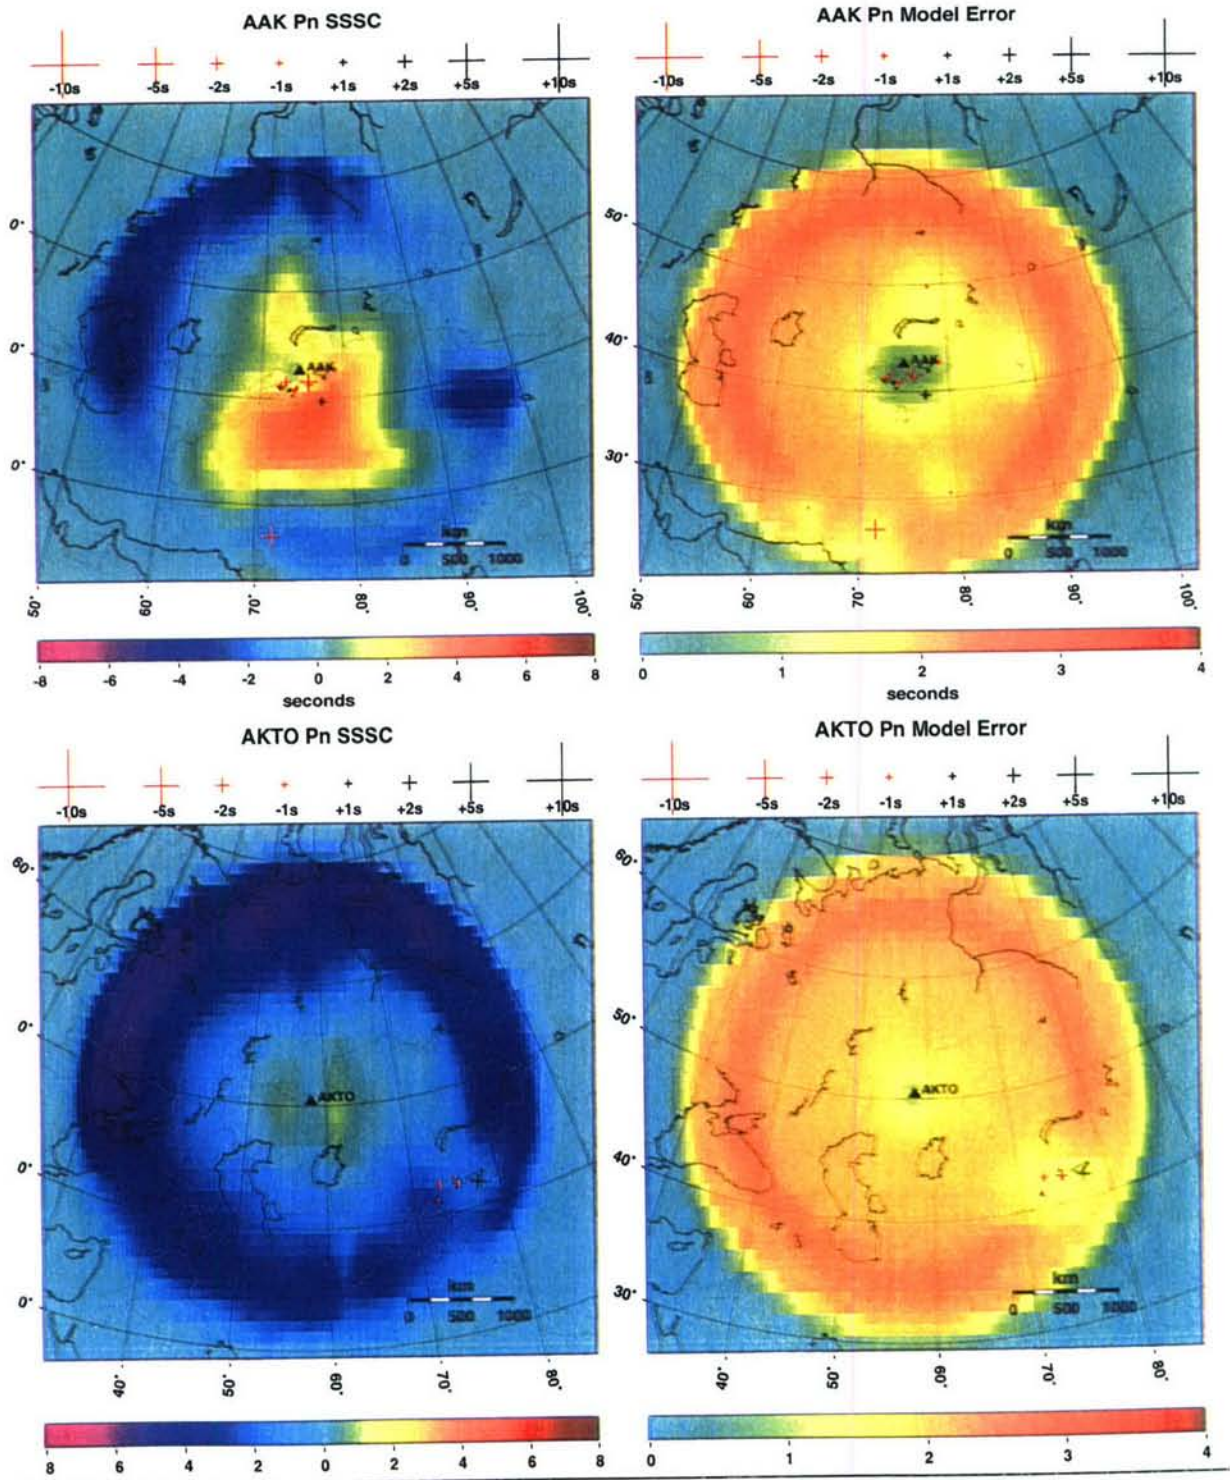 AAK Pn SSSC
-10s -5s -2s -1s +1s +2s +5s +10s
0°
0°
0°
AAK
km
0 500 1000
50° 60° 70° 80° 90° 100°
-8 -6 -4 -2 0 2 4 6 8
seconds
AAK Pn Model Error
-10s -5s -2s -1s +1s +2s +5s +10s
50°
40°
30°
AAK
km
0 500 1000
50° 60° 70° 80° 90° 100°
0 1 2 3 4
seconds
AKTO Pn SSSC
-10s -5s -2s -1s +1s +2s +5s +10s
60°
0°
0°
0°
AKTO
km
0 500 1000
40° 50° 60° 70° 80°
8 6 4 2 0 2 4 6 8
AKTO Pn Model Error
-10s -5s -2s -1s +1s +2s +5s +10s
60°
50°
40°
30°
AKTO
km
0 500 1000
40° 50° 60° 70° 80°
0 1 2 3 4